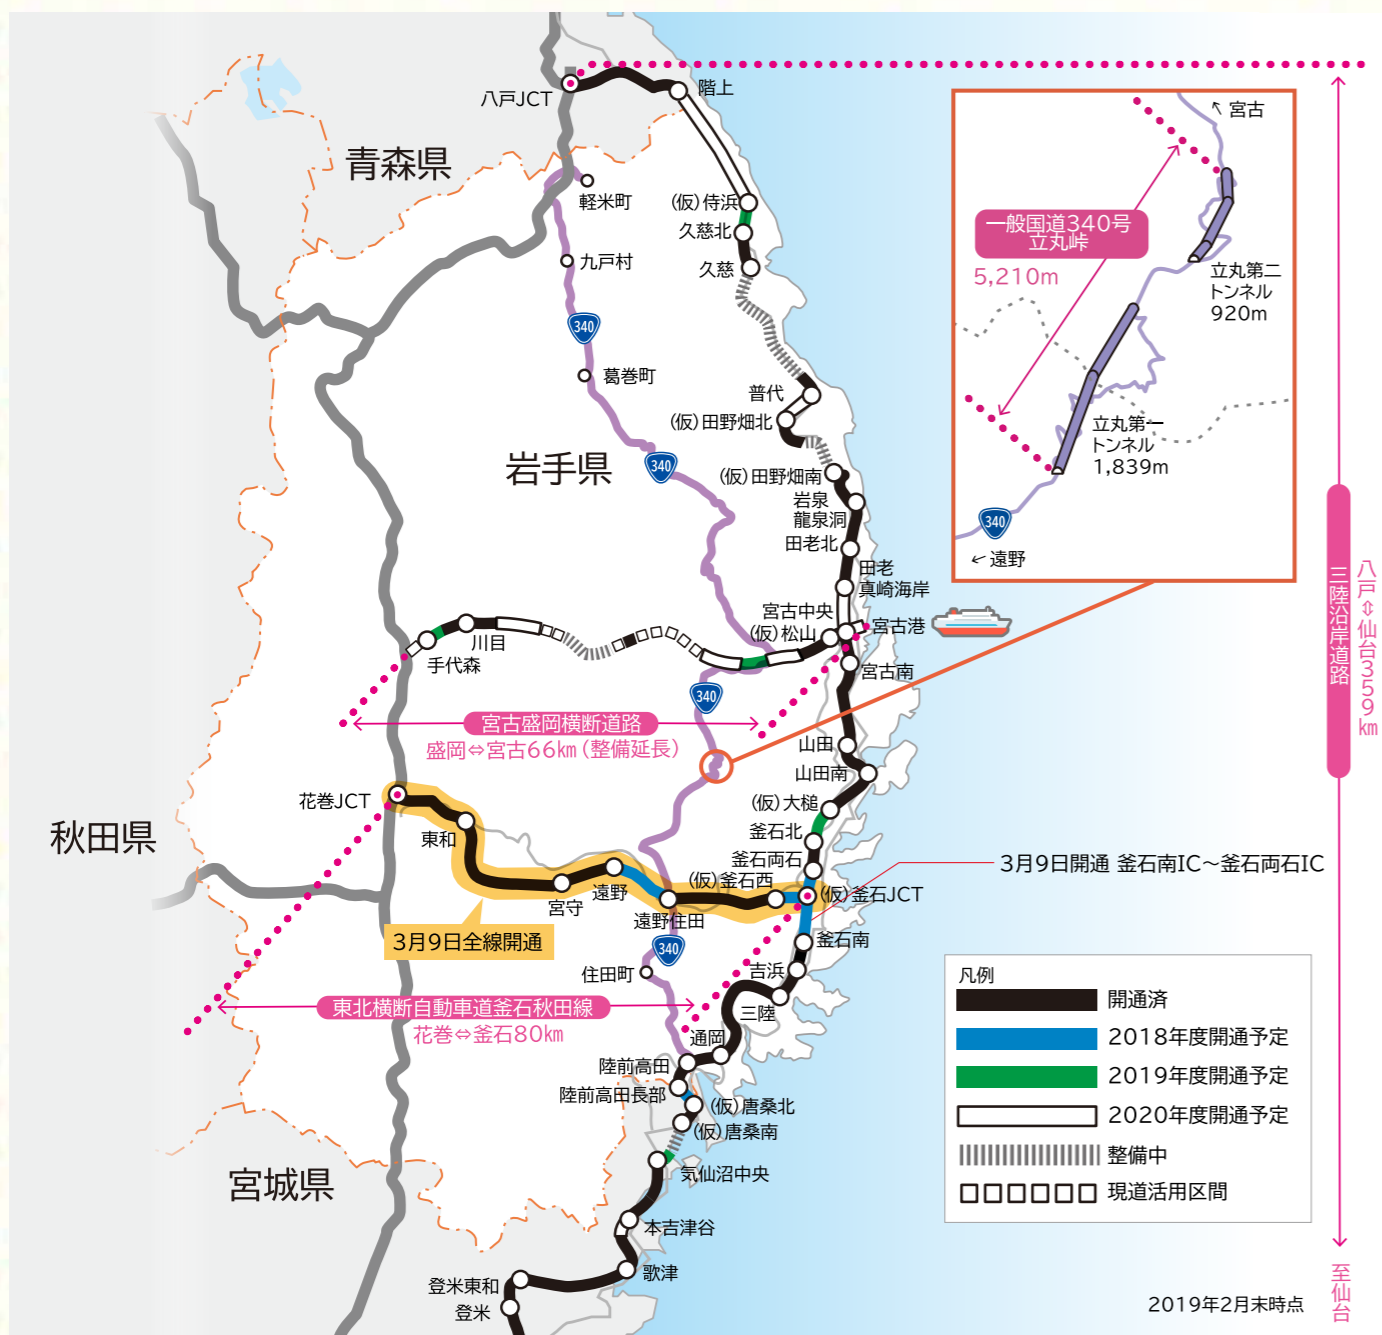 八戸JCT
階上
青森県
軽米町
(仮)侍浜
久慈北
九戸村
久慈
340
葛巻町
普代
(仮)田野畑北
岩手県
340
(仮)田野畑南
岩泉
龍泉洞
田老北
田老
真崎海岸
宮古中央
(仮)松山
宮古港
川目
手代森
宮古南
340
宮古盛岡横断道路
盛岡⇔宮古66km(整備延長)
山田
山田南
花巻JCT
(仮)大槌
東和
釜石北
秋田県
釜石両石
3月9日開通 釜石南IC〜釜石両石IC
(仮)釜石西
遠野
(仮)釜石JCT
宮守
遠野住田
3月9日全線開通
釜石南
340
吉浜
住田町
三陸
東北横断自動車道釜石秋田線
花巻⇔釜石80km
通岡
陸前高田
陸前高田長部
(仮)唐桑北
(仮)唐桑南
気仙沼中央
宮城県
本吉津谷
歌津
登米東和
登米
↖宮古
一般国道340号
立丸峠
5,210m
立丸第二
トンネル
920m
立丸第一
トンネル
1,839m
340
←遠野
三陸沿岸道路
八戸⇔仙台359km
至仙台
凡例
開通済
2018年度開通予定
2019年度開通予定
2020年度開通予定
整備中
現道活用区間
2019年2月末時点